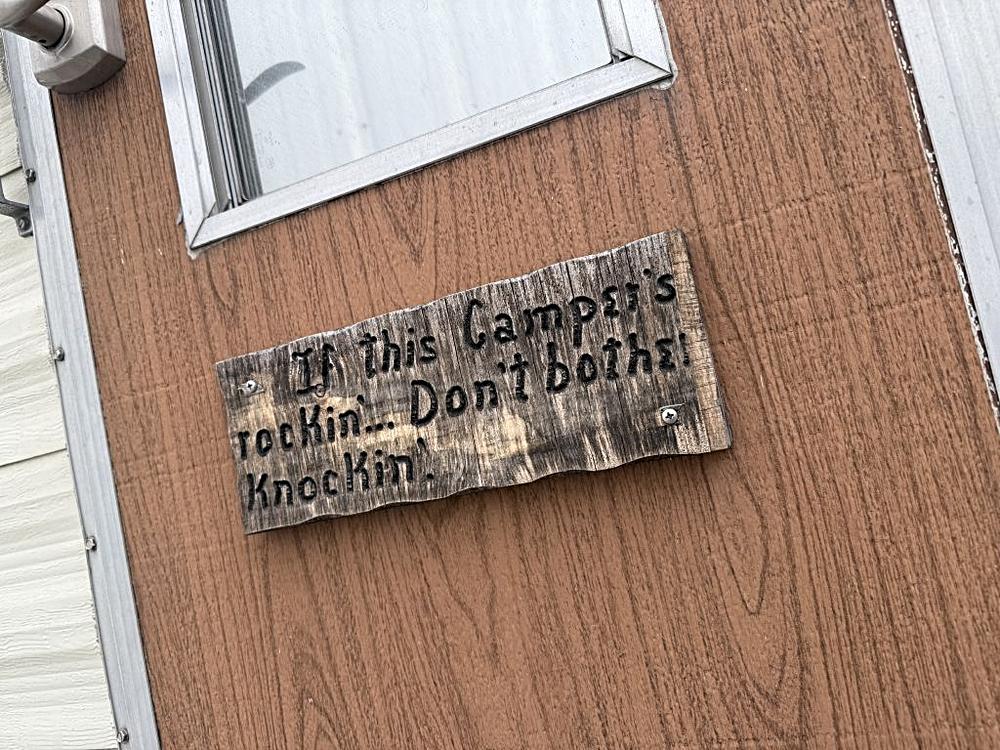 If this Camper's
rockin'... Don't bother
Knockin'.